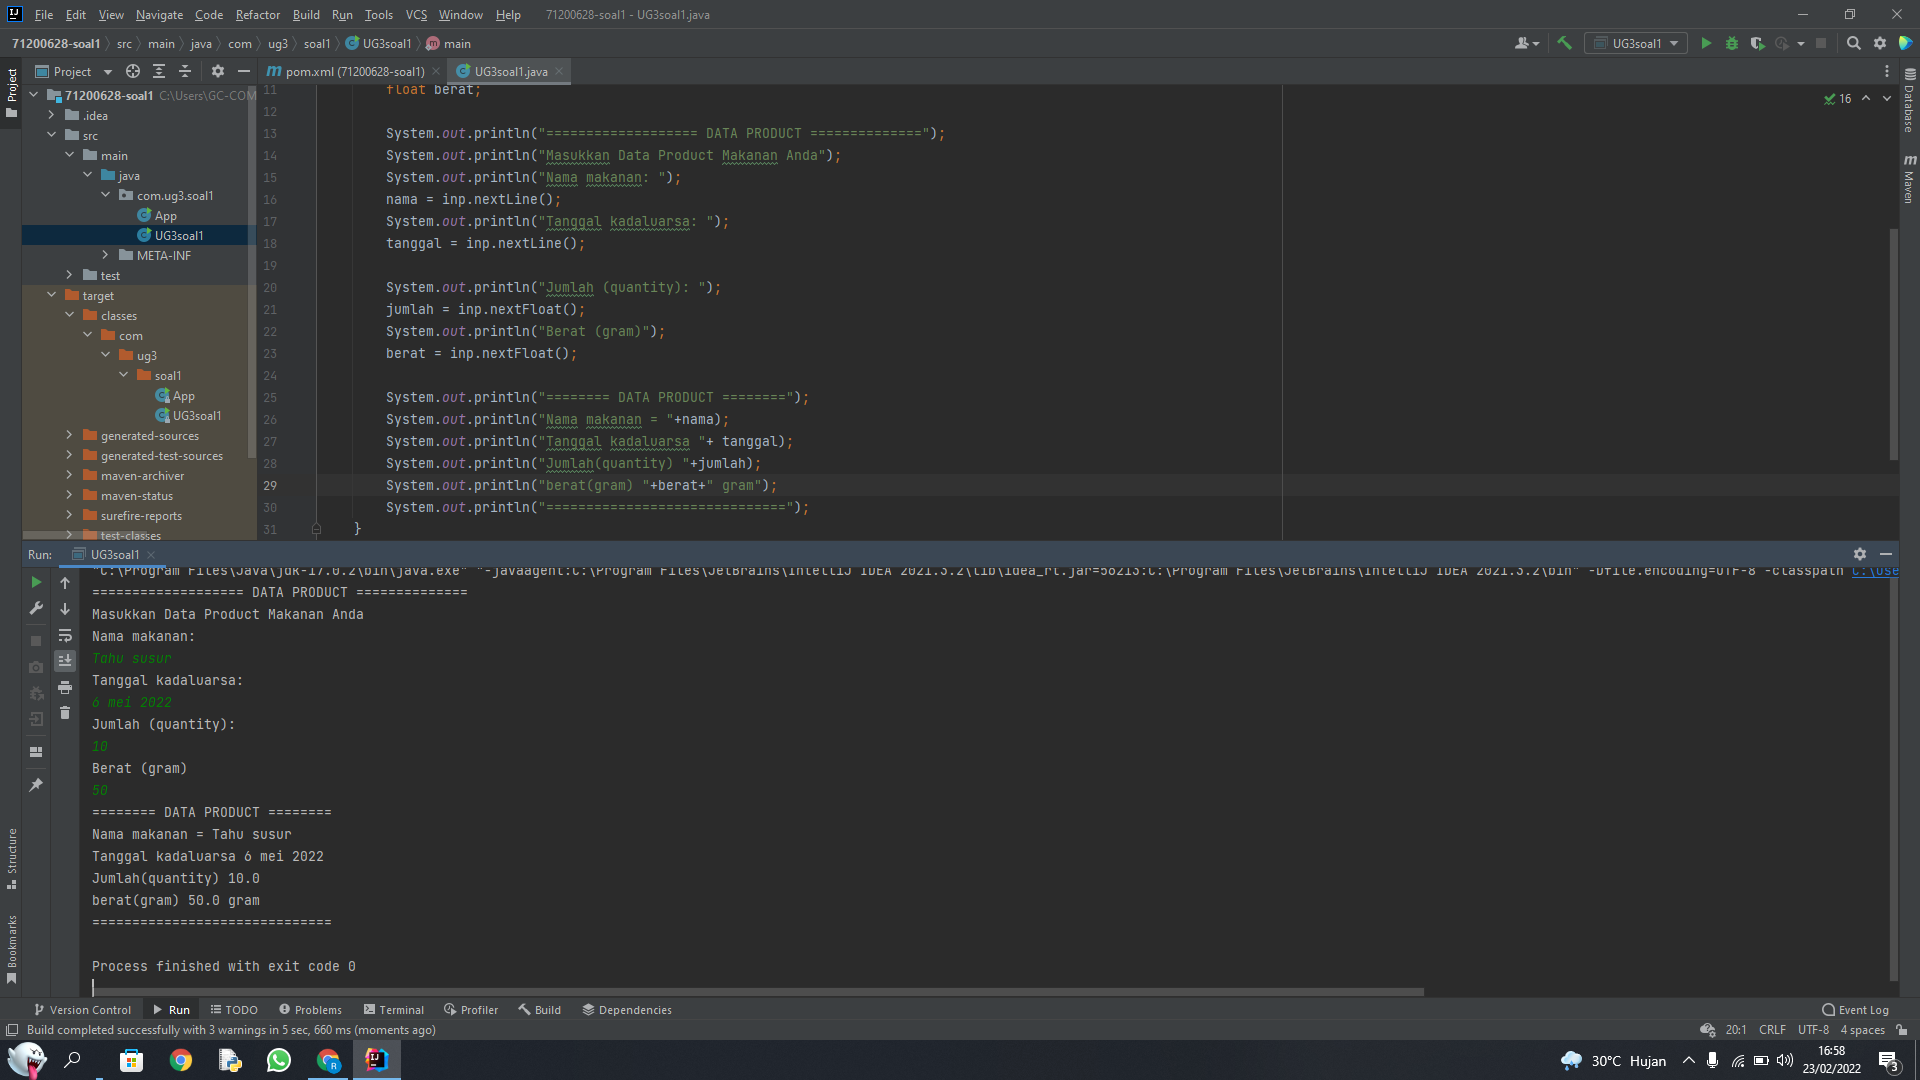 File Edit View Navigate Code Refactor Build Run Tools VCS Window Help 71200628-soal1 - UG3soal1.java
71200628-soal1 src main java com ug3 soal1 UG3soal1 main UG3soal1
Project pom.xml (71200628-soal1) UG3soal1.java
Project
71200628-soal1 C:\Users\GC-COM
.idea
src
main
java
com.ug3.soal1
App
UG3soal1
META-INF
test
target
classes
com
ug3
soal1
App
UG3soal1
generated-sources
generated-test-sources
maven-archiver
maven-status
surefire-reports
test-classes
16
11 float berat;
12
13 System.out.println("=================== DATA PRODUCT ==============");
14 System.out.println("Masukkan Data Product Makanan Anda");
15 System.out.println("Nama makanan: ");
16 nama = inp.nextLine();
17 System.out.println("Tanggal kadaluarsa: ");
18 tanggal = inp.nextLine();
19
20 System.out.println("Jumlah (quantity): ");
21 jumlah = inp.nextFloat();
22 System.out.println("Berat (gram)");
23 berat = inp.nextFloat();
24
25 System.out.println("======== DATA PRODUCT ========");
26 System.out.println("Nama makanan = "+nama);
27 System.out.println("Tanggal kadaluarsa "+ tanggal);
28 System.out.println("Jumlah(quantity) "+jumlah);
29 System.out.println("berat(gram) "+berat+" gram");
30 System.out.println("==============================");
31 }
Database
Maven
Run: UG3soal1
"C:\Program Files\Java\jdk-17.0.2\bin\java.exe" "-javaagent:C:\Program Files\JetBrains\IntelliJ IDEA 2021.3.2\lib\idea_rt.jar=58213:C:\Program Files\JetBrains\IntelliJ IDEA 2021.3.2\bin" -Dfile.encoding=UTF-8 -classpath C:\Use
=================== DATA PRODUCT ==============
Masukkan Data Product Makanan Anda
Nama makanan:
Tahu susur
Tanggal kadaluarsa:
6 mei 2022
Jumlah (quantity):
10
Berat (gram)
50
======== DATA PRODUCT ========
Nama makanan = Tahu susur
Tanggal kadaluarsa 6 mei 2022
Jumlah(quantity) 10.0
berat(gram) 50.0 gram
==============================
Process finished with exit code 0
Structure
Bookmarks
Version Control Run TODO Problems Terminal Profiler Build Dependencies Event Log
Build completed successfully with 3 warnings in 5 sec, 660 ms (moments ago) 20:1 CRLF UTF-8 4 spaces
30°C Hujan 16:58
23/02/2022
3